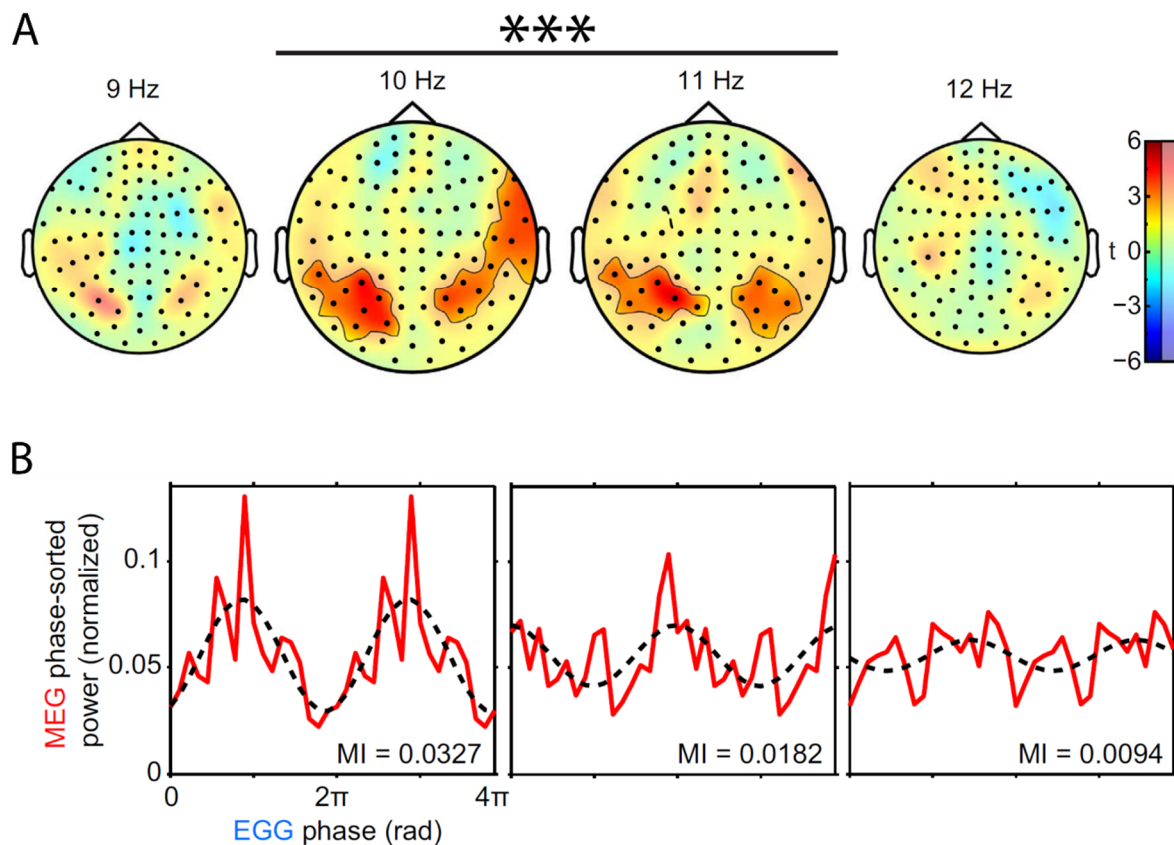 A
***
9 Hz
10 Hz
11 Hz
12 Hz
6
3
t 0
−3
−6
B
MEG phase-sorted
power (normalized)
0.1
0.05
0
MI = 0.0327
MI = 0.0182
MI = 0.0094
0
2π
4π
EGG phase (rad)